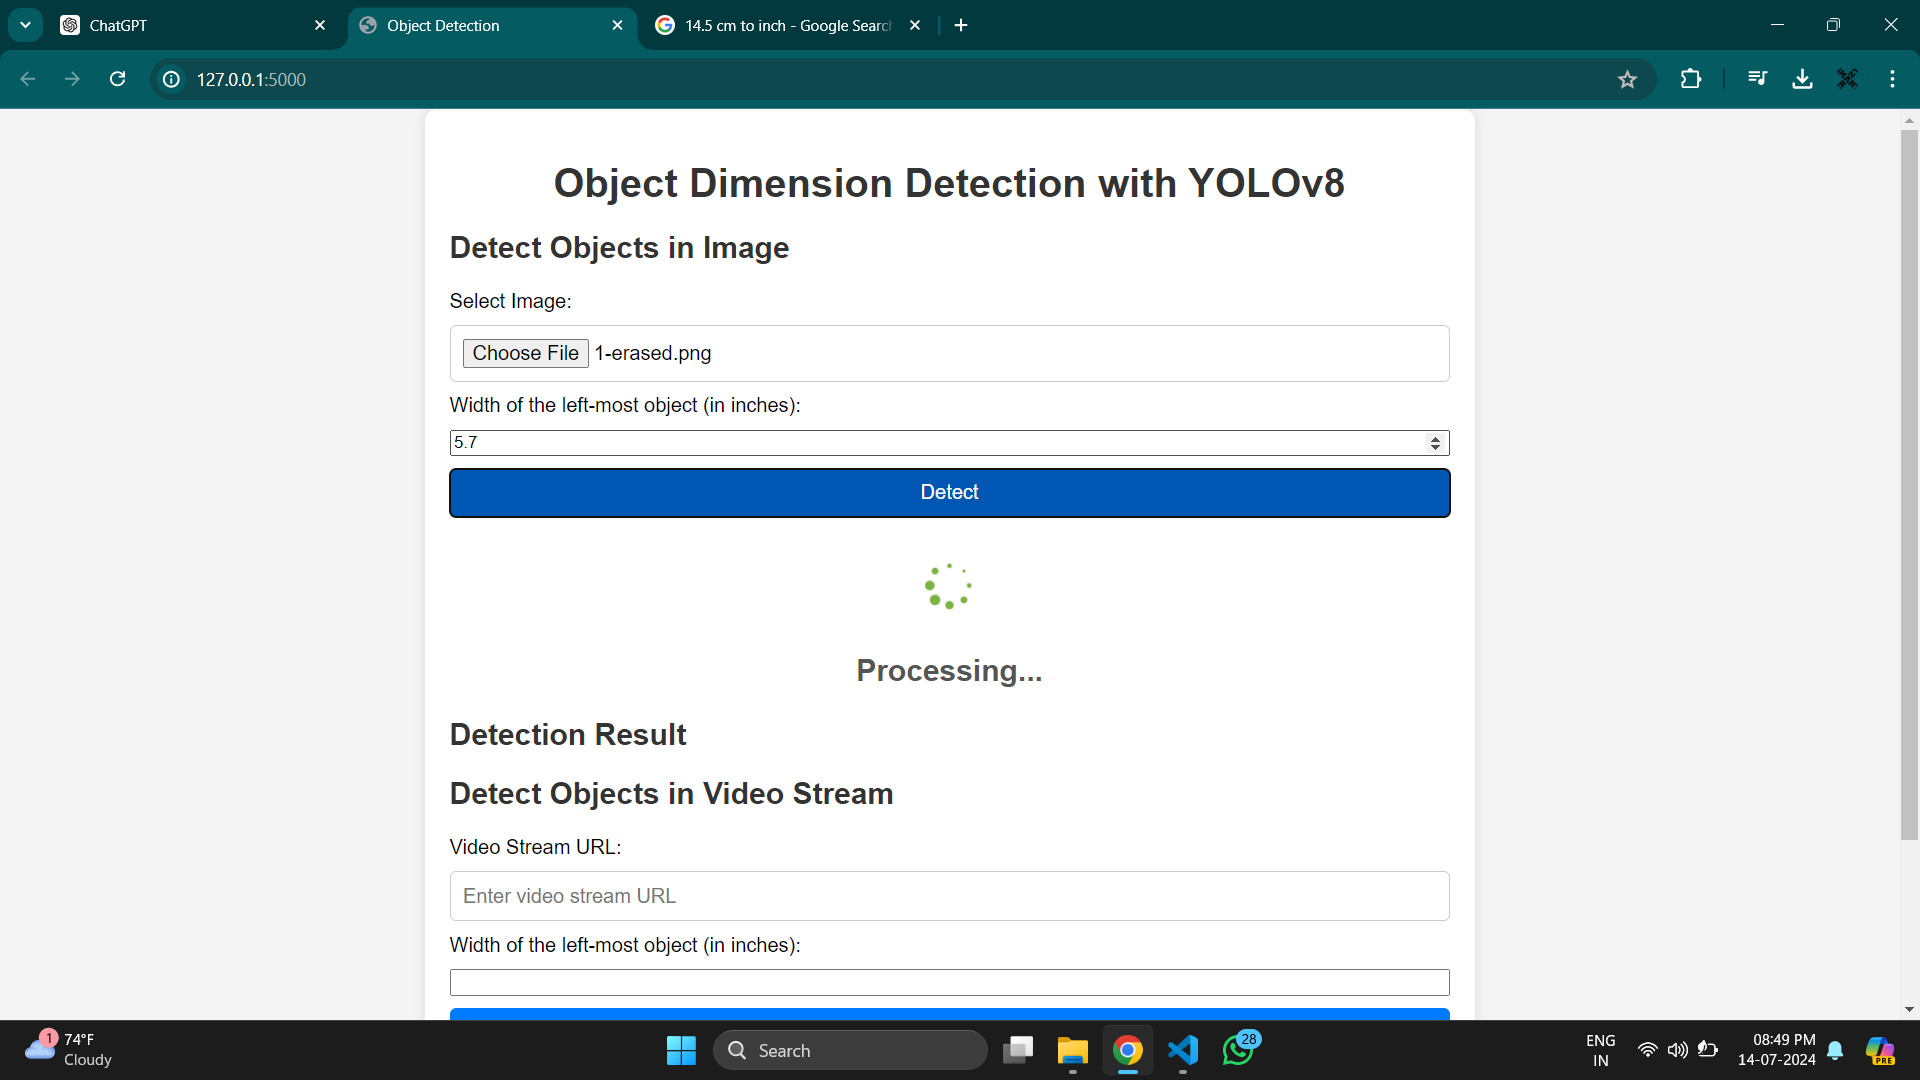 ChatGPT
Object Detection
14.5 cm to inch - Google Searc
127.0.0.1:5000
Object Dimension Detection with YOLOv8
Detect Objects in Image
Select Image:
Choose File 1-erased.png
Width of the left-most object (in inches):
5.7
Detect
Processing...
Detection Result
Detect Objects in Video Stream
Video Stream URL:
Enter video stream URL
Width of the left-most object (in inches):
1
74°F
Cloudy
Search
28
ENG
IN
08:49 PM
14-07-2024
PRE